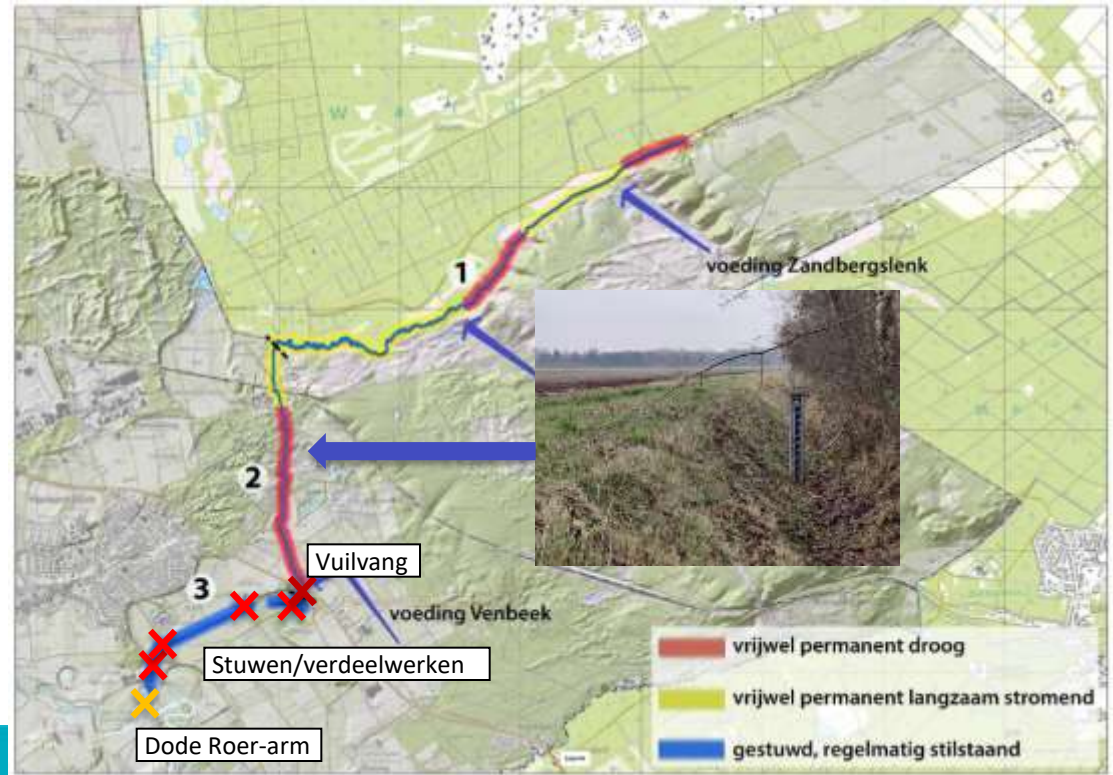 1
voeding Zandbergslenk
2
Vuilvang
3
voeding Venbeek
Stuwen/verdeelwerken
Dode Roer-arm
vrijwel permanent droog
vrijwel permanent langzaam stromend
gestuwd, regelmatig stilstaand